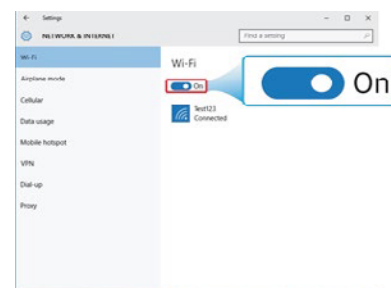 Settings
NETWORK & INTERNET
Find a setting
Wi-Fi
Airplane mode
Cellular
Data usage
Mobile hotspot
VPN
Dial-up
Proxy
Wi-Fi
On
On
Test123
Connected